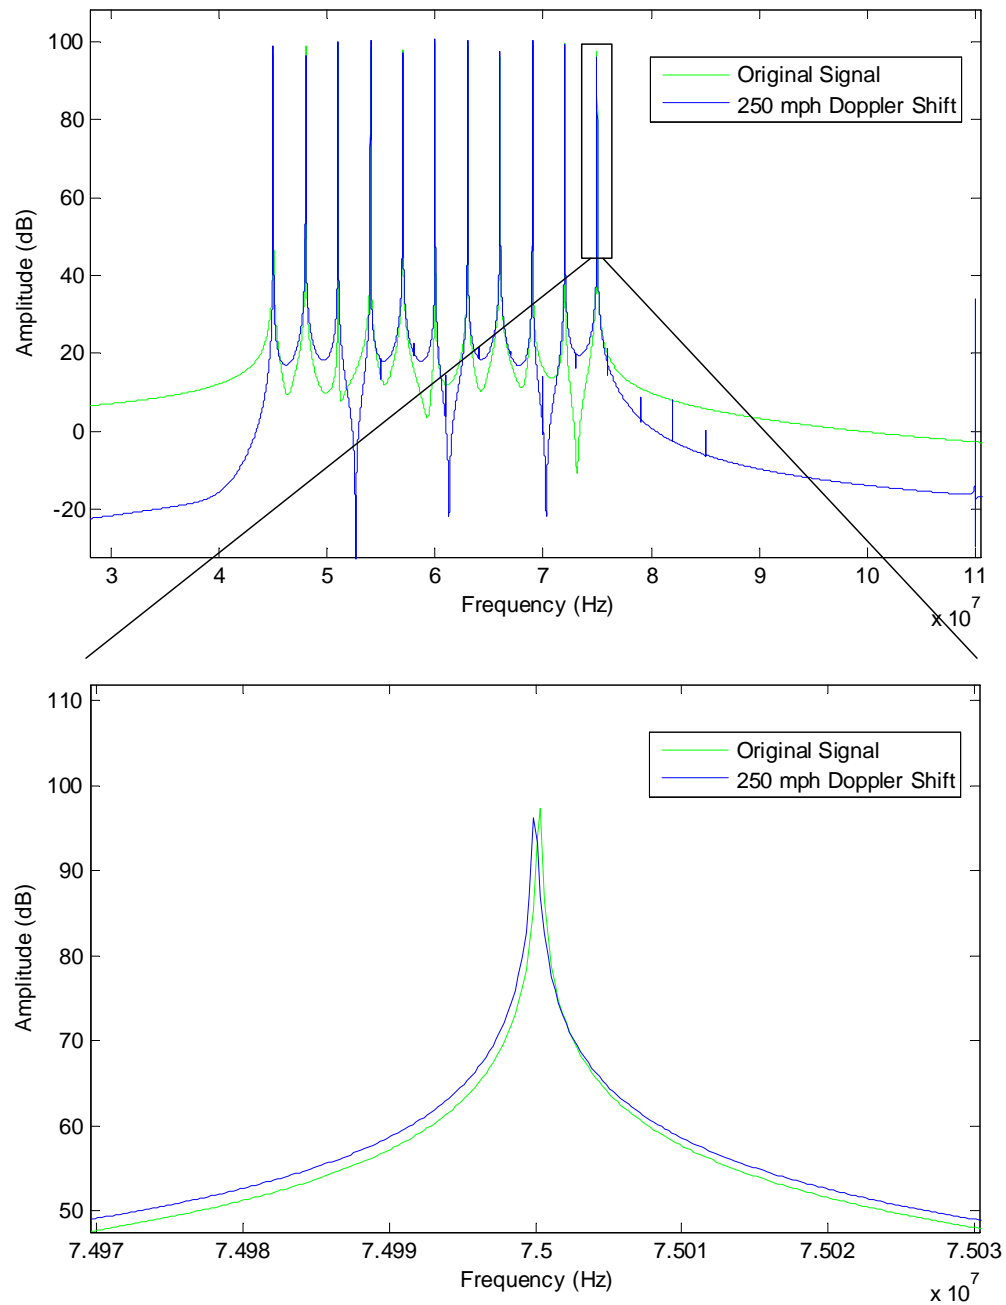 100
80
60
40
20
0
-20
Amplitude (dB)
Original Signal
250 mph Doppler Shift
3 4 5 6 7 8 9 10 11
Frequency (Hz)
x 10^7
110
100
90
80
70
60
50
Amplitude (dB)
Original Signal
250 mph Doppler Shift
7.497 7.498 7.499 7.5 7.501 7.502 7.503
Frequency (Hz)
x 10^7